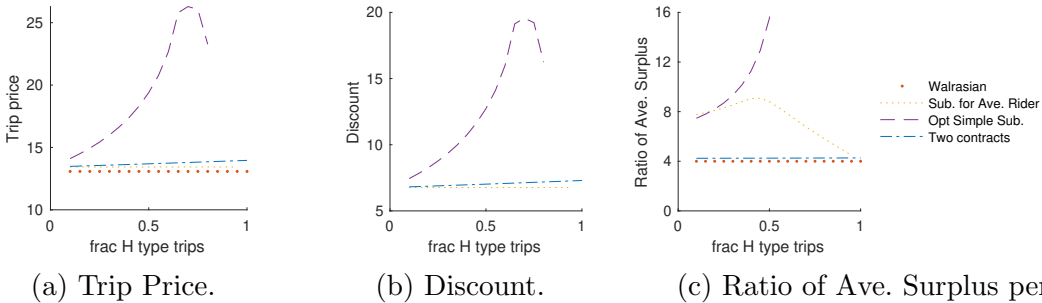 25
20
15
10
Trip price
0
0.5
1
frac H type trips
(a) Trip Price.
20
15
10
5
Discount
0
0.5
1
frac H type trips
(b) Discount.
16
12
8
4
0
Ratio of Ave. Surplus
0
0.5
1
frac H type trips
(c) Ratio of Ave. Surplus per
Walrasian
Sub. for Ave. Rider
Opt Simple Sub.
Two contracts